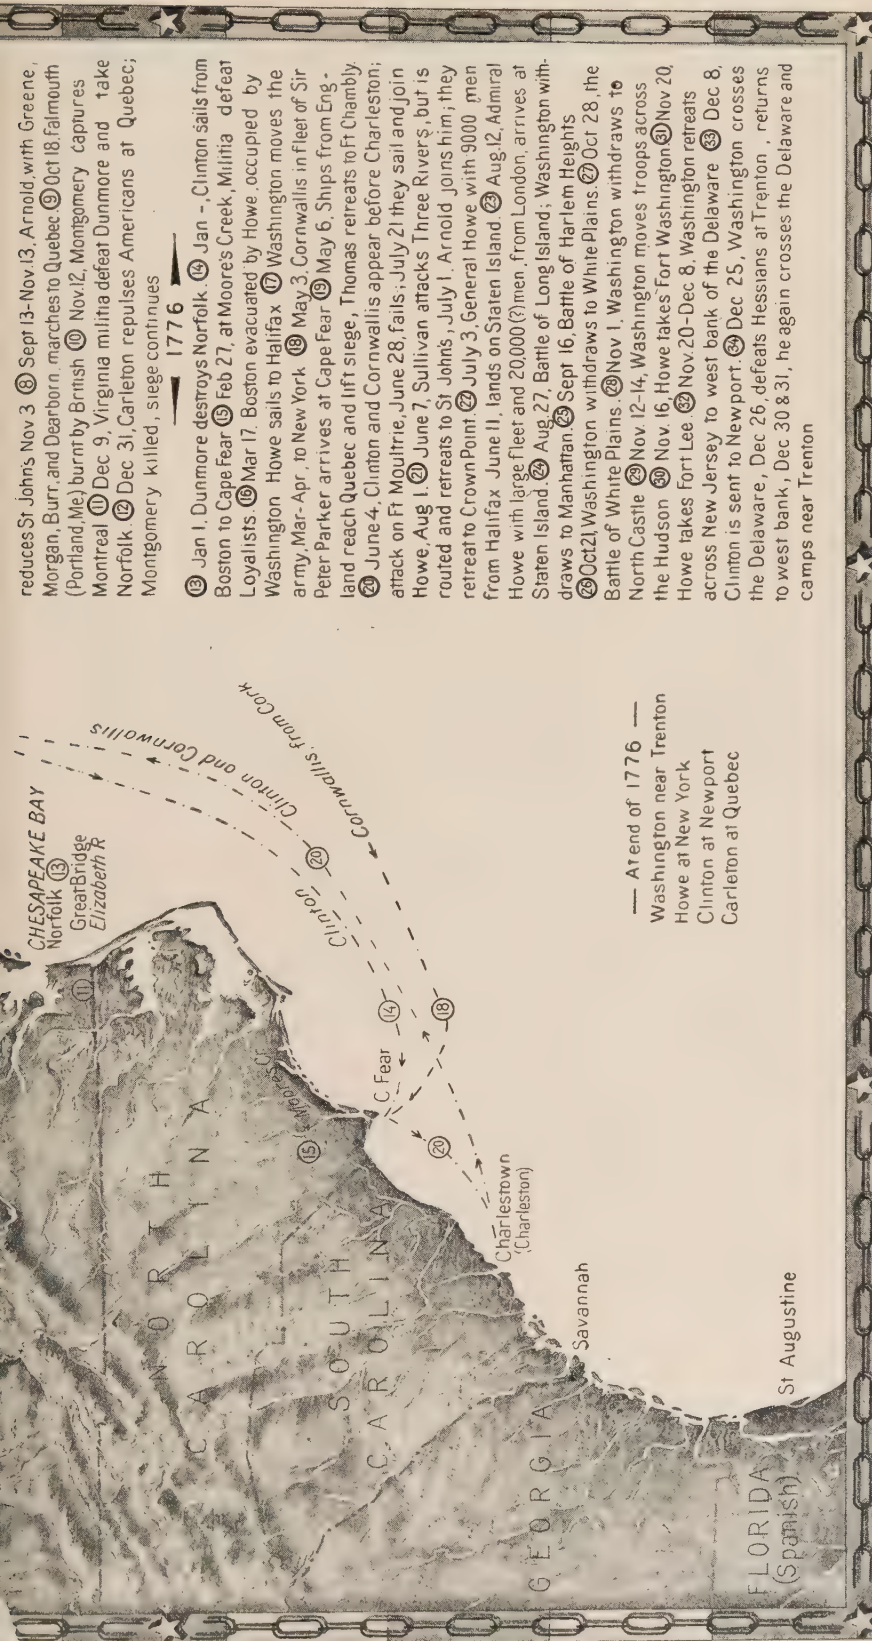 reduces St John's Nov 3 ⑧ Sept 13-Nov.13, Arnold, with Greene,
Morgan, Burr, and Dearborn, marches to Quebec. ⑨ Oct 18, Falmouth
(Portland, Me.) burnt by British ⑩ Nov.12, Montgomery captures
Montreal ⑪ Dec 9, Virginia militia defeat Dunmore and take
Norfolk. ⑫ Dec 31, Carleton repulses Americans at Quebec;
Montgomery killed, siege continues
— 1776 —
⑬ Jan 1. Dunmore destroys Norfolk. ⑭ Jan -, Clinton sails from
Boston to Cape Fear ⑮ Feb 27, at Moore's Creek, Militia defeat
Loyalists. ⑯ Mar 17. Boston evacuated by Howe, occupied by
Washington Howe sails to Halifax ⑰ Washington moves the
army, Mar-Apr, to New York ⑱ May 3, Cornwallis in fleet of Sir
Peter Parker arrives at Cape Fear ⑲ May 6, Ships from Eng-
land reach Quebec and lift siege, Thomas retreats to Ft Chambly.
⑳ June 4, Clinton and Cornwallis appear before Charleston;
attack on Ft Moultrie, June 28, fails; July 21 they sail and join
Howe, Aug 1. ㉑ June 7, Sullivan attacks Three Rivers, but is
routed and retreats to St John's, July 1. Arnold joins him; they
retreat to Crown Point. ㉒ July 3, General Howe with 9000 men
from Halifax June 11, lands on Staten Island. ㉓ Aug.12, Admiral
Howe with large fleet and 20,000(?) men, from London, arrives at
Staten Island. ㉔ Aug.27, Battle of Long Island; Washington with-
draws to Manhattan. ㉕ Sept 16, Battle of Harlem Heights
㉖ Oct 21, Washington withdraws to White Plains. ㉗ Oct 28, the
Battle of White Plains. ㉘ Nov 1, Washington withdraws to
North Castle ㉙ Nov. 12-14, Washington moves troops across
the Hudson ㉚ Nov. 16, Howe takes Fort Washington ㉛ Nov 20,
Howe takes Fort Lee. ㉜ Nov. 20-Dec 8, Washington retreats
across New Jersey to west bank of the Delaware ㉝ Dec 8,
Clinton is sent to Newport. ㉞ Dec 25, Washington crosses
the Delaware, Dec 26, defeats Hessians at Trenton, returns
to west bank, Dec 30 & 31, he again crosses the Delaware and
camps near Trenton
CHESAPEAKE BAY
Norfolk ⑬
Great Bridge
Elizabeth R
⑪
Clinton and Cornwallis
Cornwallis, from Cork
Clinton
⑳
⑭
⑱
C Fear
Moores Cr
⑮
⑳
NORTH
CAROLINA
SOUTH
CAROLINA
Charlestown
(Charleston)
GEORGIA
Savannah
FLORIDA
(Spanish)
St Augustine
— At end of 1776 —
Washington near Trenton
Howe at New York
Clinton at Newport
Carleton at Quebec